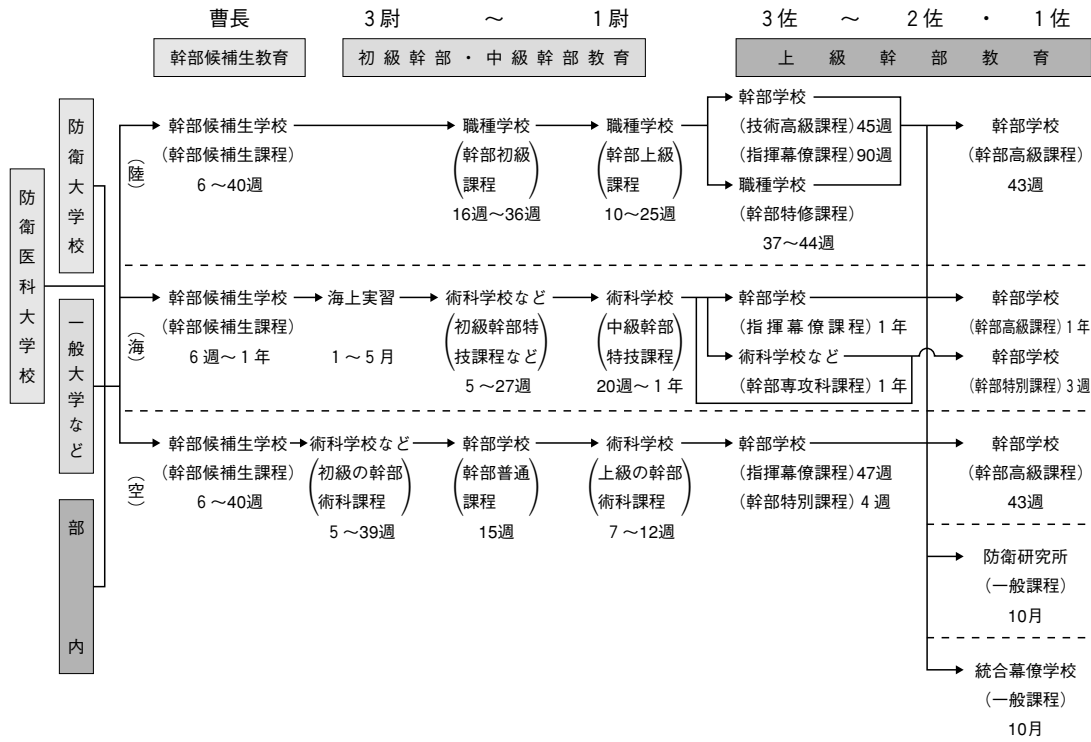 曹長 3尉 ～ 1尉 3佐 ～ 2佐 ・ 1佐
幹部候補生教育 初級幹部・中級幹部教育 上級幹部教育
防衛医科大学校
防衛大学校
一般大学など
部内
(陸)
幹部候補生学校
(幹部候補生課程)
6～40週
職種学校
(幹部初級
課程)
16週～36週
職種学校
(幹部上級
課程)
10～25週
幹部学校
(技術高級課程)45週
(指揮幕僚課程)90週
職種学校
(幹部特修課程)
37～44週
幹部学校
(幹部高級課程)
43週
(海)
幹部候補生学校
(幹部候補生課程)
6週～1年
海上実習
1～5月
術科学校など
(初級幹部特
技課程など)
5～27週
術科学校
(中級幹部
特技課程)
20週～1年
幹部学校
(指揮幕僚課程)1年
術科学校など
(幹部専攻科課程)1年
幹部学校
(幹部高級課程)1年
幹部学校
(幹部特別課程)3週
(空)
幹部候補生学校
(幹部候補生課程)
6～40週
術科学校など
(初級の幹部
術科課程)
5～39週
幹部学校
(幹部普通
課程)
15週
術科学校
(上級の幹部
術科課程)
7～12週
幹部学校
(指揮幕僚課程)47週
(幹部特別課程)4週
幹部学校
(幹部高級課程)
43週
防衛研究所
(一般課程)
10月
統合幕僚学校
(一般課程)
10月